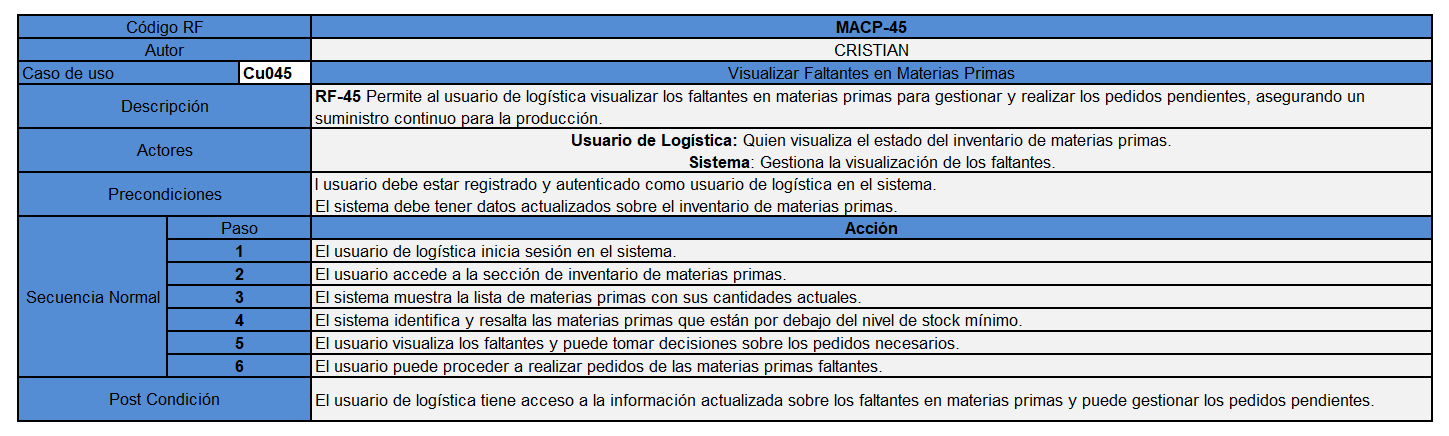 Código RF MACP-45
Autor CRISTIAN
Caso de uso Cu045 Visualizar Faltantes en Materias Primas
Descripción RF-45 Permite al usuario de logística visualizar los faltantes en materias primas para gestionar y realizar los pedidos pendientes, asegurando un
suministro continuo para la producción.
Actores Usuario de Logística: Quien visualiza el estado del inventario de materias primas.
Sistema: Gestiona la visualización de los faltantes.
Precondiciones l usuario debe estar registrado y autenticado como usuario de logística en el sistema.
El sistema debe tener datos actualizados sobre el inventario de materias primas.
Secuencia Normal Paso Acción
1 El usuario de logística inicia sesión en el sistema.
2 El usuario accede a la sección de inventario de materias primas.
3 El sistema muestra la lista de materias primas con sus cantidades actuales.
4 El sistema identifica y resalta las materias primas que están por debajo del nivel de stock mínimo.
5 El usuario visualiza los faltantes y puede tomar decisiones sobre los pedidos necesarios.
6 El usuario puede proceder a realizar pedidos de las materias primas faltantes.
Post Condición El usuario de logística tiene acceso a la información actualizada sobre los faltantes en materias primas y puede gestionar los pedidos pendientes.